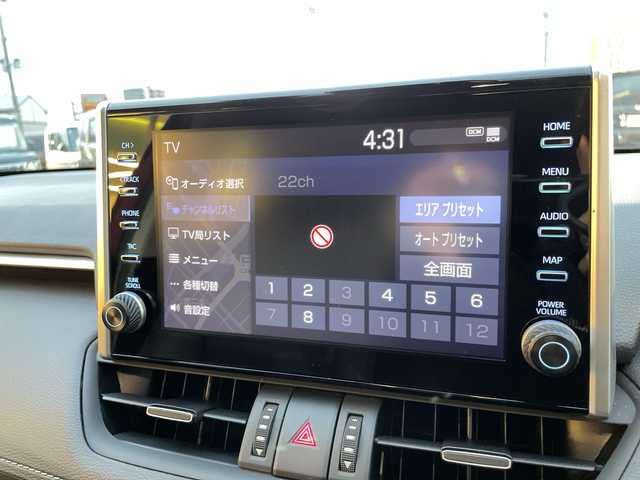 CH >
< TRACK
PHONE
TUNE
SCROLL
TV
4:31
DCM
DCM
オーディオ選択
22ch
チャンネルリスト
エリア プリセット
TV局リスト
オート プリセット
メニュー
全画面
各種切替
1 2 3 4 5 6
音設定
7 8 9 10 11 12
HOME
MENU
AUDIO
MAP
POWER
VOLUME